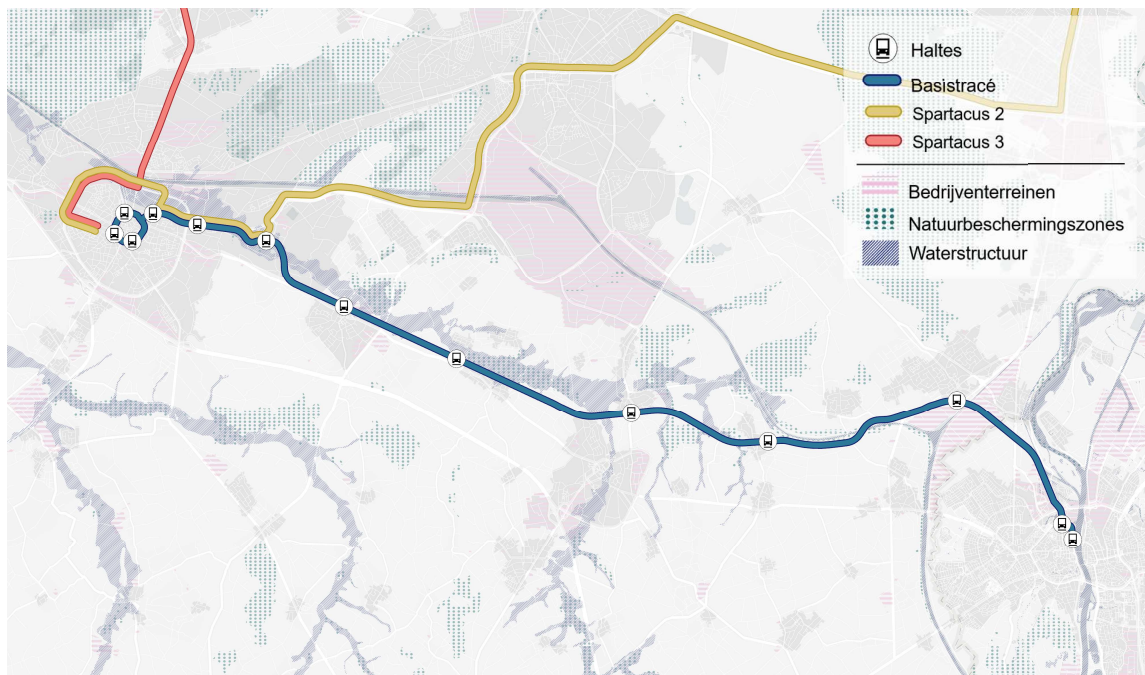 Haltes
Basistracé
Spartacus 2
Spartacus 3
Bedrijventerreinen
Natuurbeschermingszones
Waterstructuur